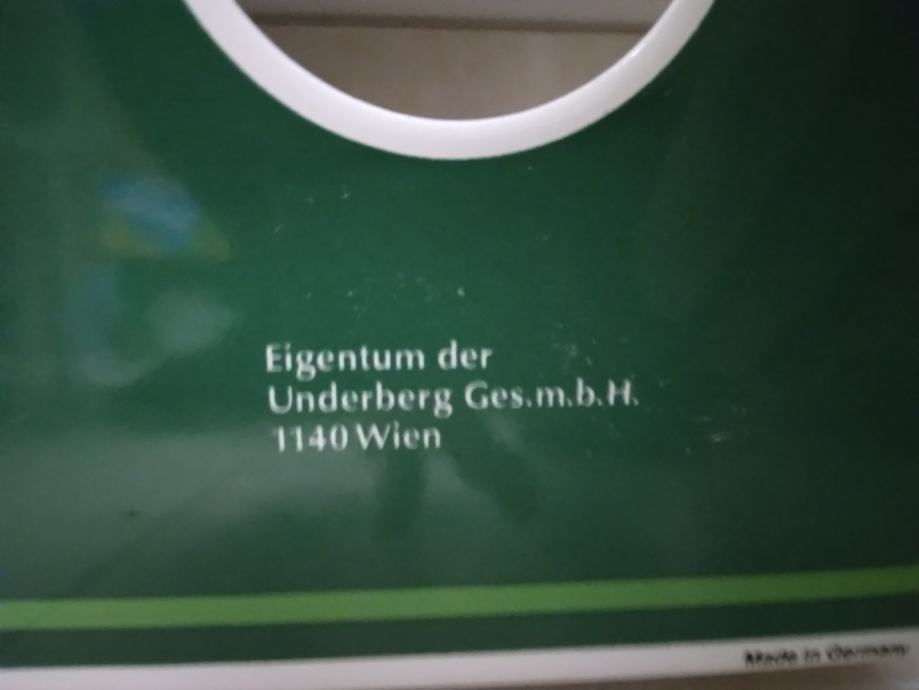 Eigentum der
Underberg Ges.m.b.H.
1140 Wien
Made in Germany